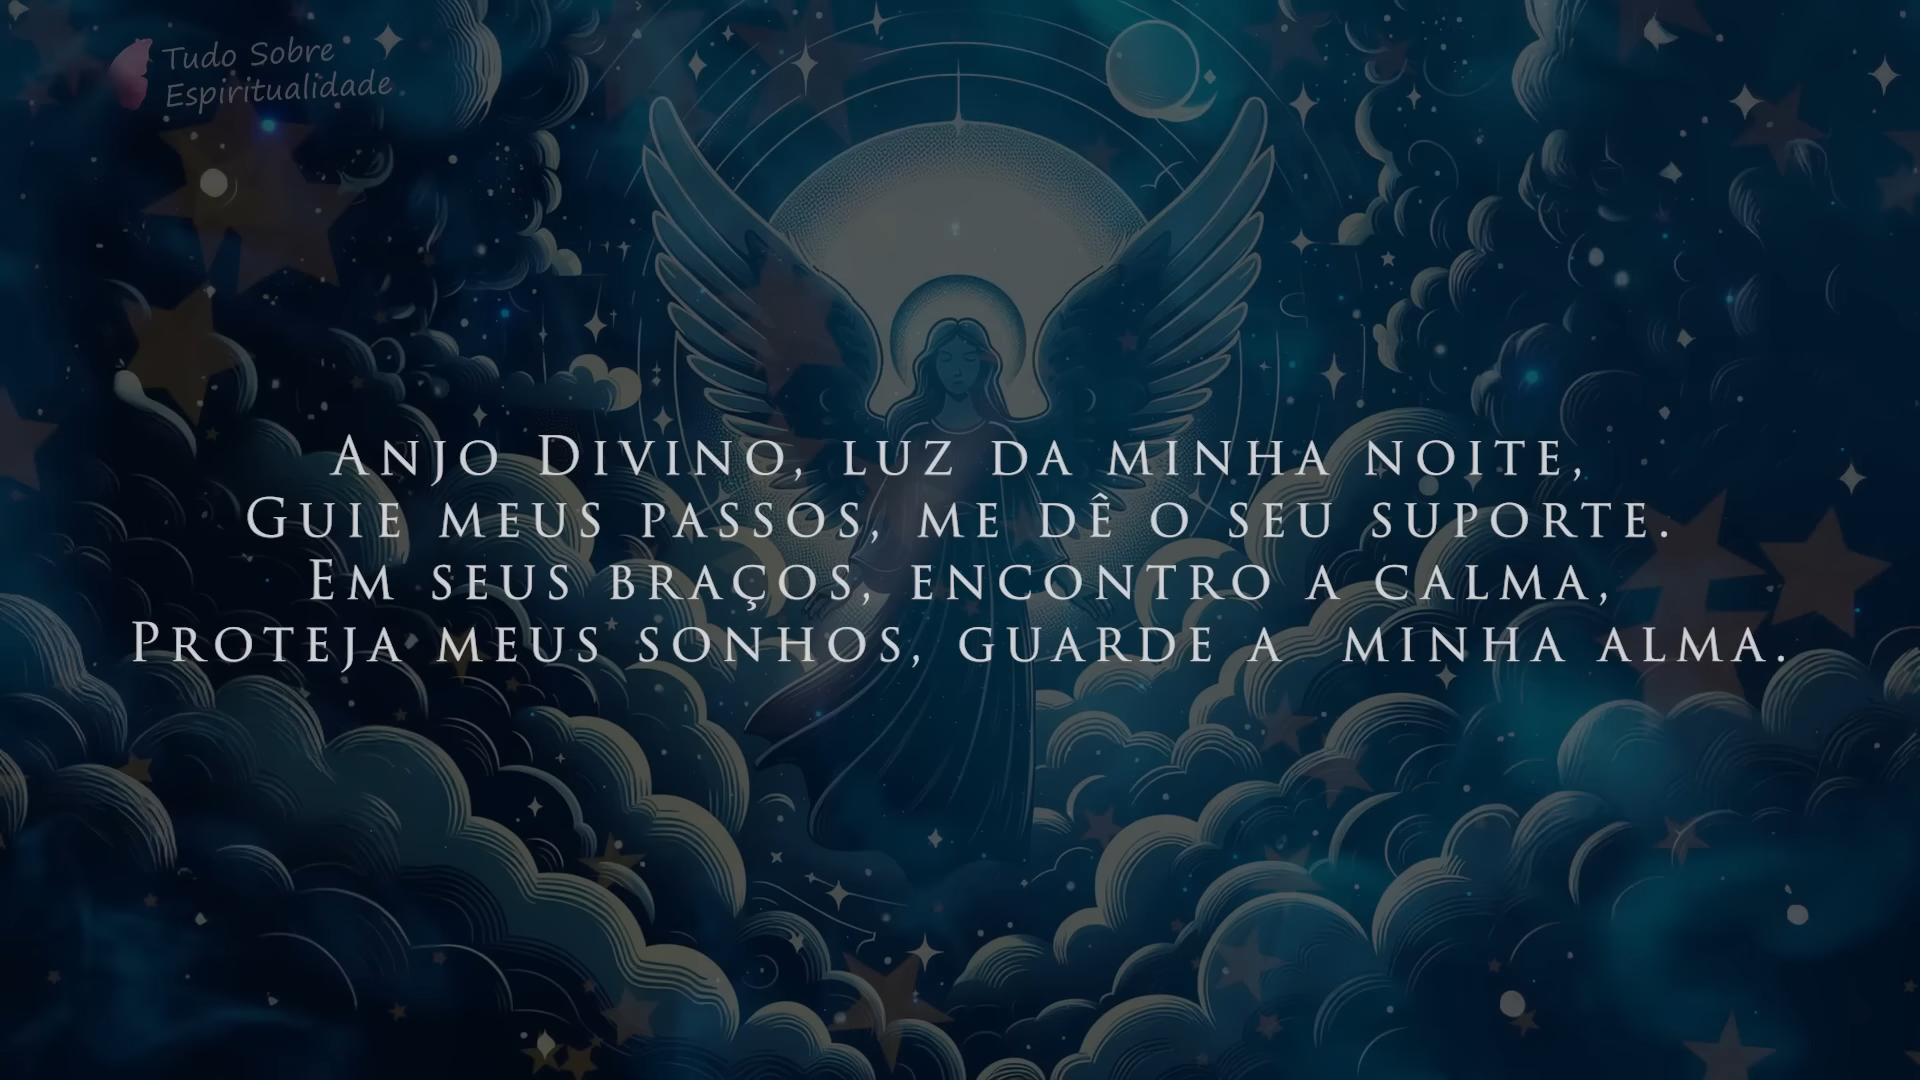 Tudo Sobre
Espiritualidade
Anjo Divino, luz da minha noite,
Guie meus passos, me dê o seu suporte.
Em seus braços, encontro a calma,
Proteja meus sonhos, guarde a minha alma.